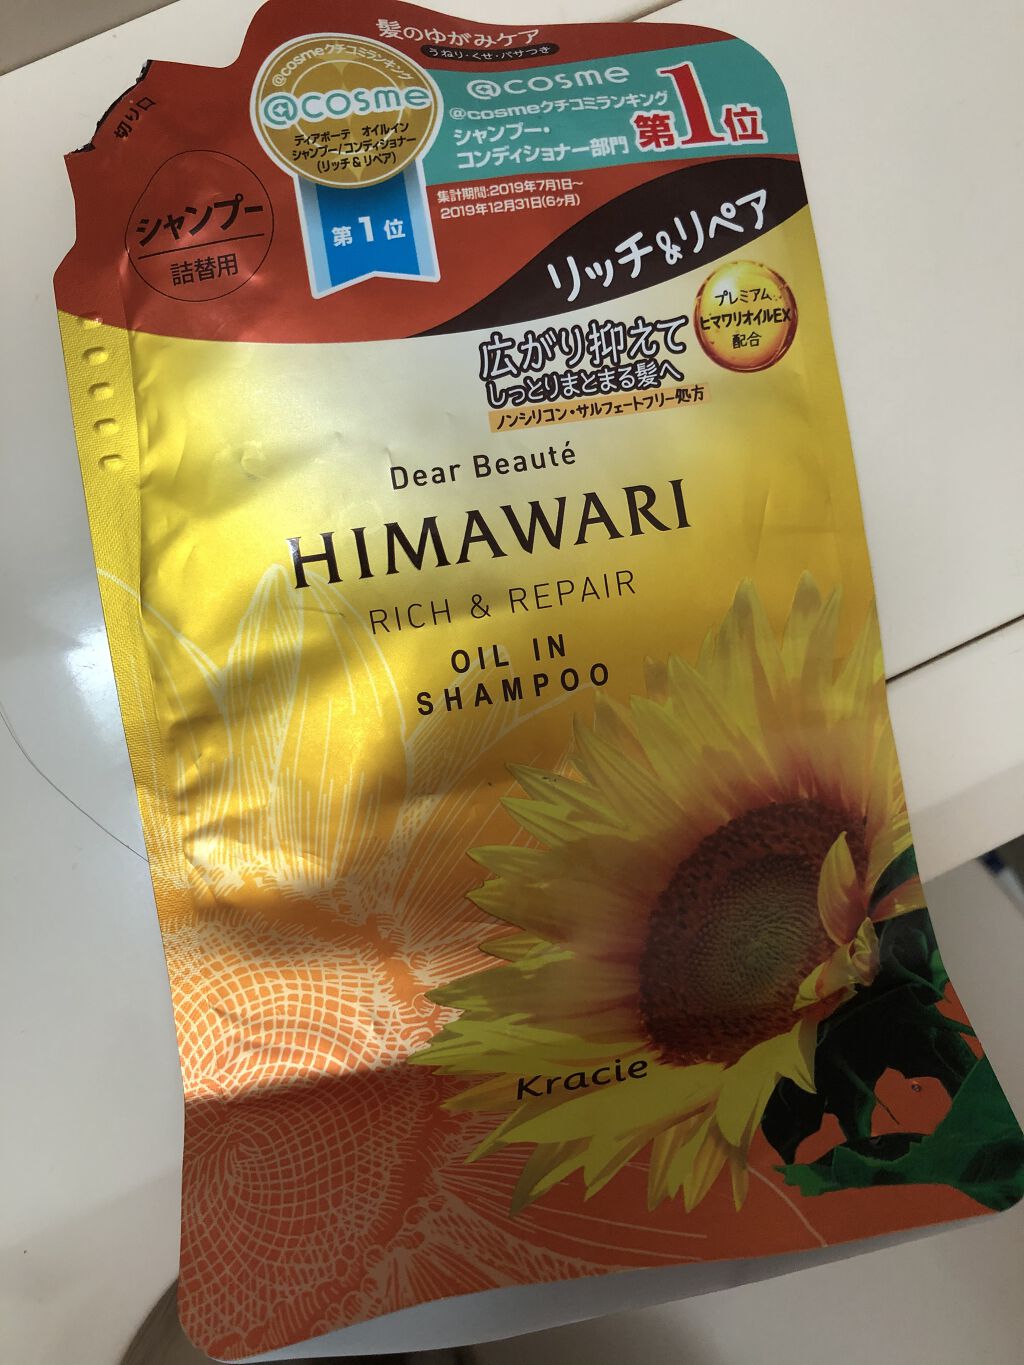 髪のゆがみケア
うねり・くせ・パサつき
@cosmeクチコミランキング
@cosme
ディアボーテ オイルイン
シャンプー/コンディショナー
(リッチ&リペア)
第1位
@cosme
@cosmeクチコミランキング
シャンプー・
コンディショナー部門
第1位
集計期間:2019年7月1日~
2019年12月31日(6ヶ月)
切り口
シャンプー
詰替用
リッチ&リペア
プレミアム
ヒマワリオイルEX
配合
広がり抑えて
しっとりまとまる髪へ
ノンシリコン・サルフェートフリー処方
Dear Beauté
HIMAWARI
RICH & REPAIR
OIL IN
SHAMPOO
Kracie